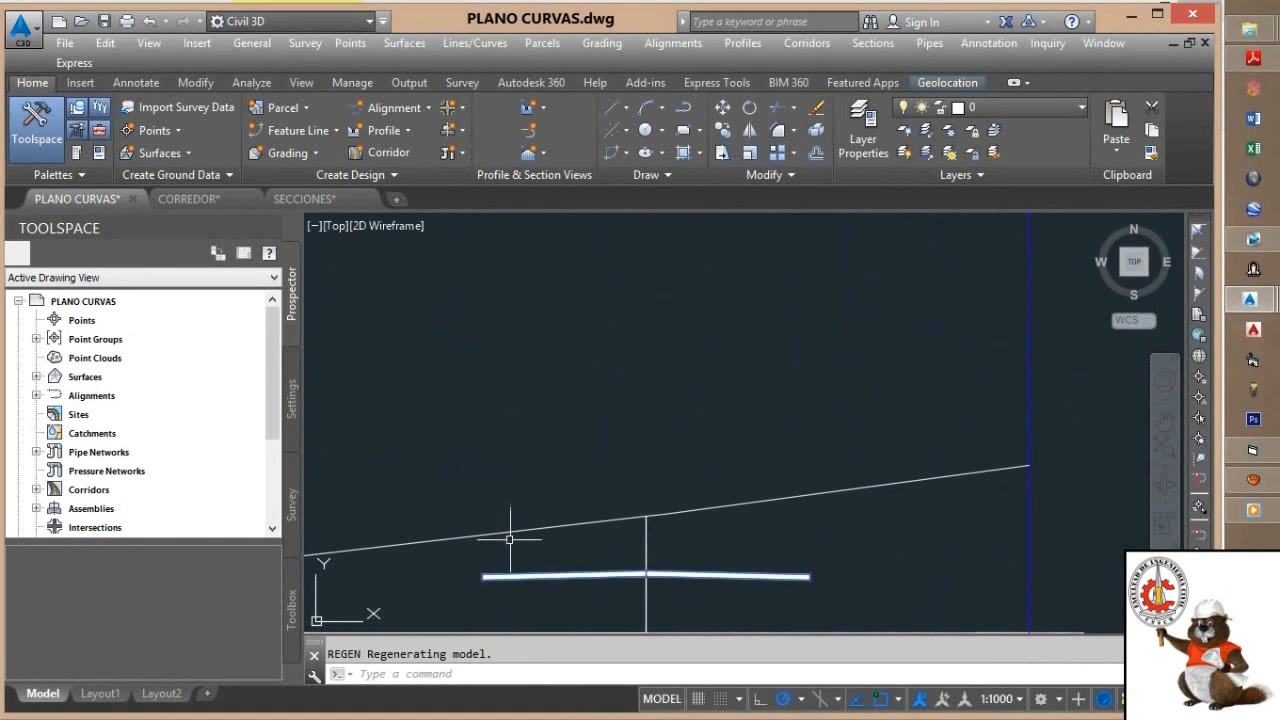 Civil 3D
PLANO CURVAS.dwg
Type a keyword or phrase
Sign In
C3D
File Edit View Insert General Survey Points Surfaces Lines/Curves Parcels Grading Alignments Profiles Corridors Sections Pipes Annotation Inquiry Window
Express
Home Insert Annotate Modify Analyze View Manage Output Survey Autodesk 360 Help Add-ins Express Tools BIM 360 Featured Apps Geolocation
Import Survey Data Parcel Alignment 0
Toolspace Points Feature Line Profile Layer Properties Paste
Surfaces Grading Corridor
Palettes Create Ground Data Create Design Profile & Section Views Draw Modify Layers Clipboard
PLANO CURVAS* CORREDOR* SECCIONES*
TOOLSPACE
[−][Top][2D Wireframe]
Active Drawing View
PLANO CURVAS
Points
Point Groups
Point Clouds
Surfaces
Alignments
Sites
Catchments
Pipe Networks
Pressure Networks
Corridors
Assemblies
Intersections
Prospector
Settings
Survey
Toolbox
N
W TOP E
S
WCS
Y
X
REGEN Regenerating model.
Type a command
Model Layout1 Layout2
MODEL 1:1000
Ps